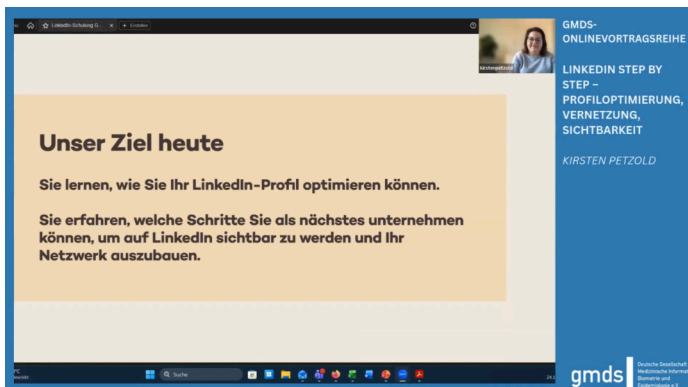 LinkedIn-Schulung G...
Erstellen
kirstenpetzold
Unser Ziel heute
Sie lernen, wie Sie Ihr LinkedIn-Profil optimieren können.
Sie erfahren, welche Schritte Sie als nächstes unternehmen
können, um auf LinkedIn sichtbar zu werden und Ihr
Netzwerk auszubauen.
Suche
GMDS-
ONLINEVORTRAGSREIHE
LINKEDIN STEP BY
STEP –
PROFILOPTIMIERUNG,
VERNETZUNG,
SICHTBARKEIT
KIRSTEN PETZOLD
gmds
Deutsche Gesellschaft
Medizinische Informat
Biometrie und
Epidemiologie e.V.